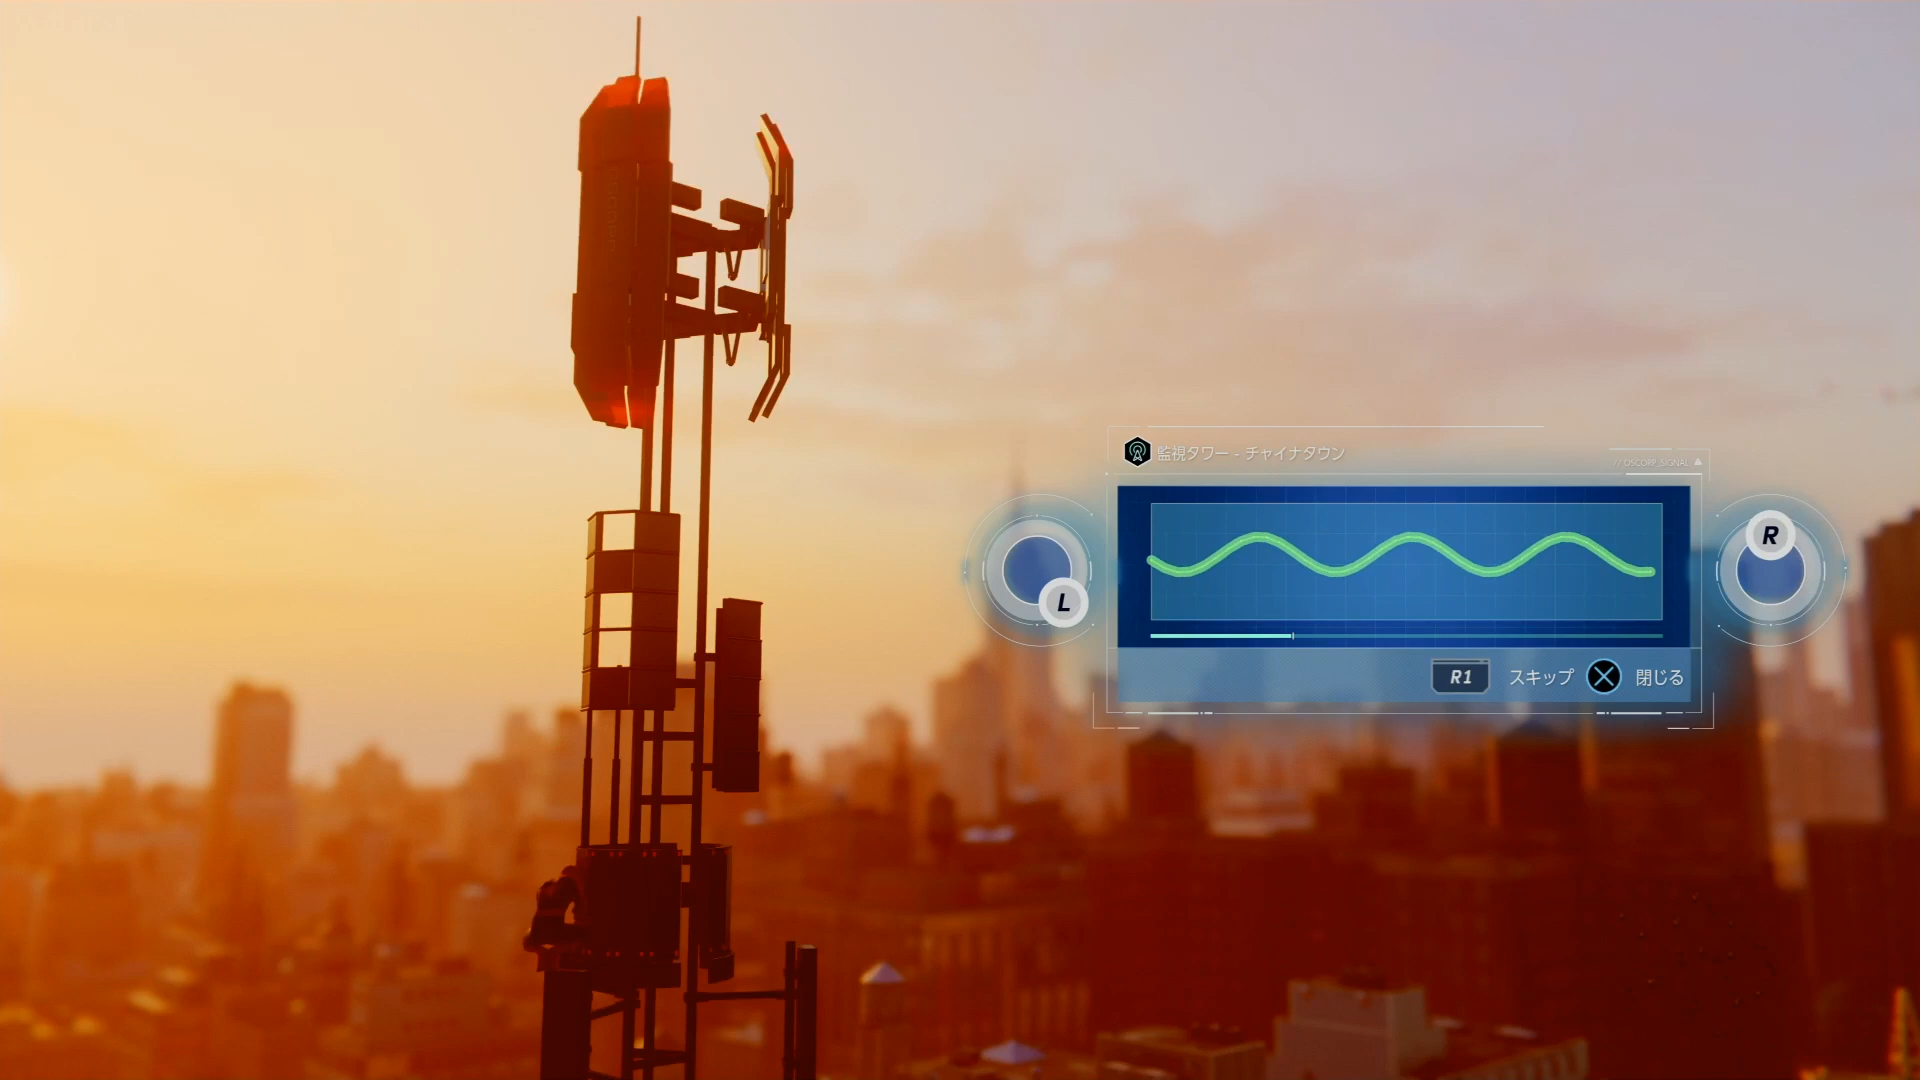 監視タワー - チャイナタウン
// OSCORP_SIGNAL
L
R
R1 スキップ 閉じる